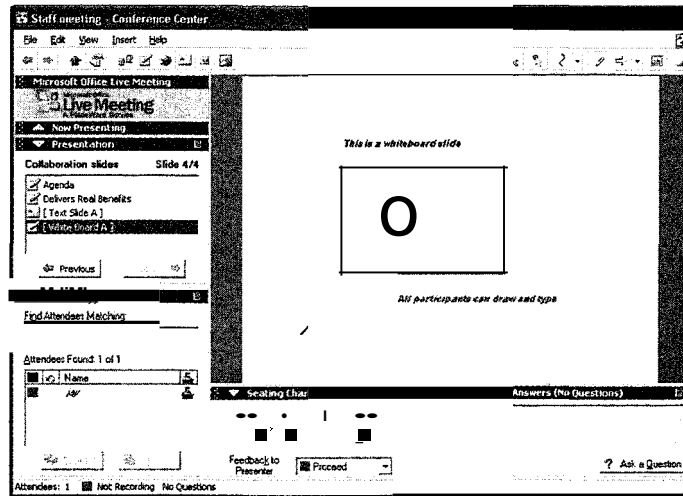 Staff meeting - Conference Center
File Edit View Insert Help
Microsoft Office Live Meeting
Live Meeting
Now Presenting
Presentation
Collaboration slides Slide 4/4
Agenda
Delivers Real Benefits
[ Text Slide A ]
[ White Board A ]
Previous
This is a whiteboard slide
O
All participants can draw and type
Find Attendees Matching:
Attendees Found: 1 of 1
Name
Seating Char
Answers (No Questions)
Feedback to
Presenter
Proceed
? Ask a Question
Attendees: 1 Not Recording No Questions